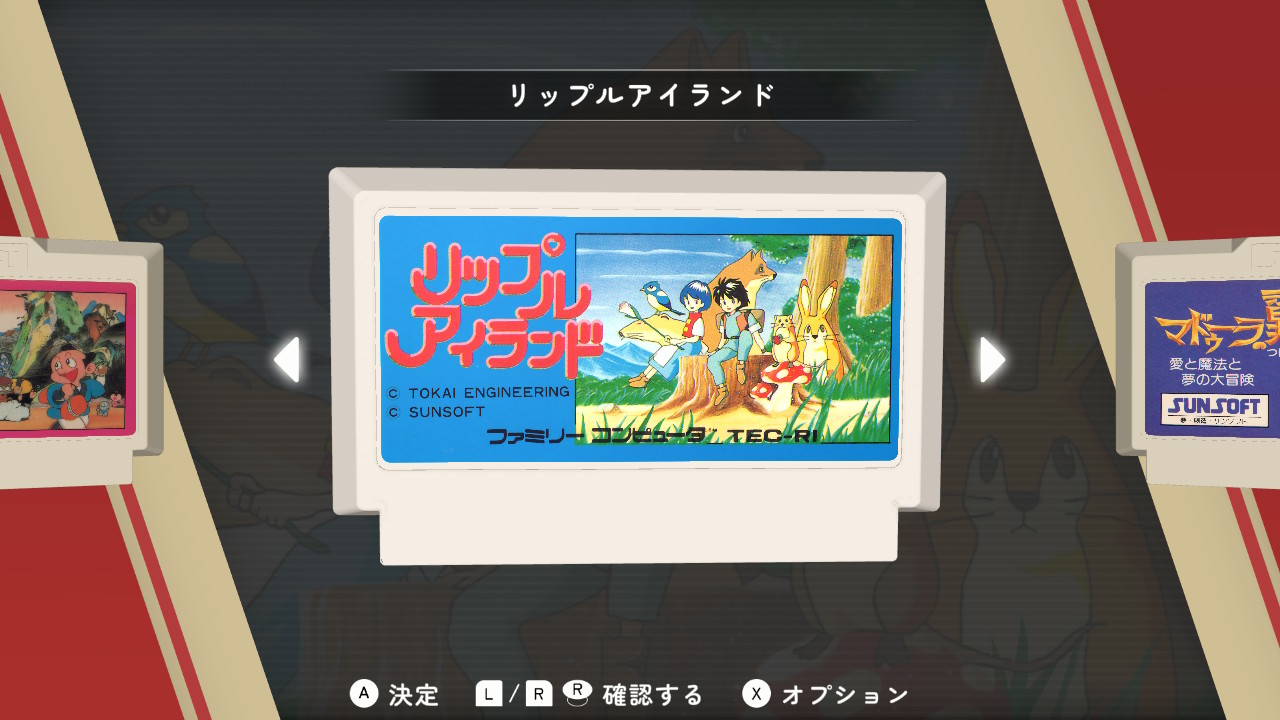 リップルアイランド
リップル
アイランド
© TOKAI ENGINEERING
© SUNSOFT
ファミリー コンピュータ TEC-RI
マドゥーラの
愛と魔法と
夢の大冒険
SUNSOFT
A 決定
L / R R 確認する
X オプション